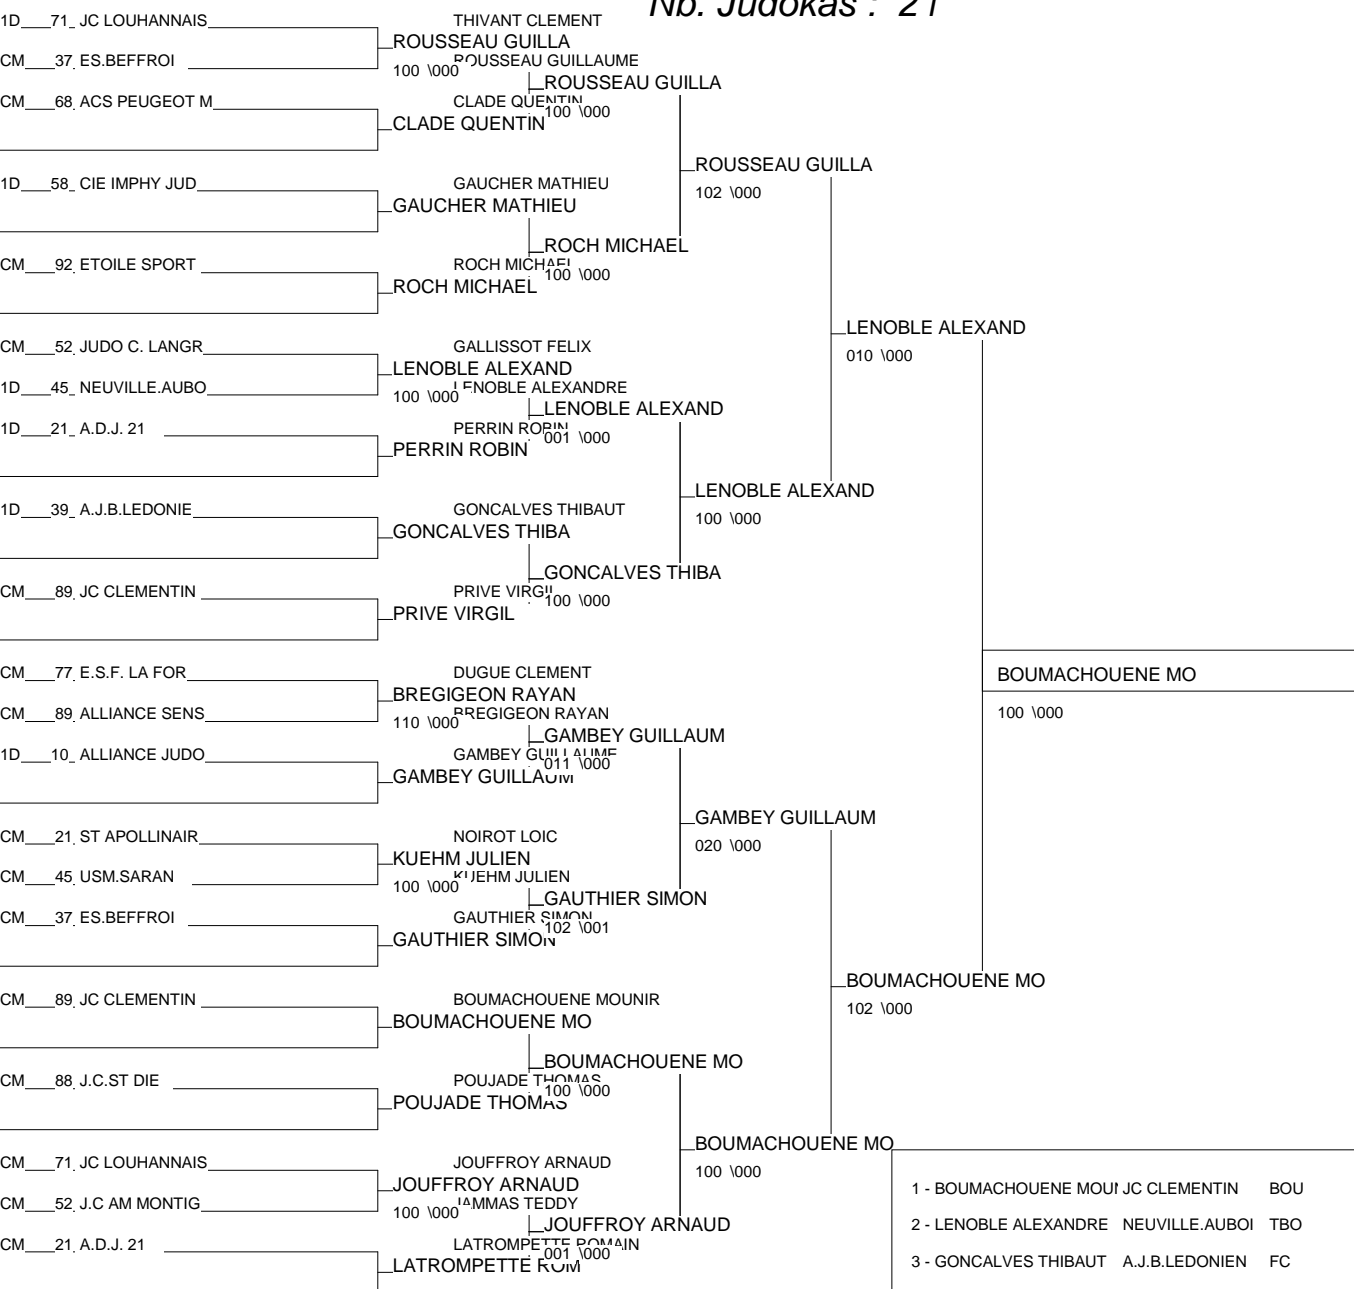 Nb. Judokas : 21
1D 71 JC LOUHANNAIS THIVANT CLEMENT
ROUSSEAU GUILLA
CM 37 ES.BEFFROI ROUSSEAU GUILLAUME
100 \000
ROUSSEAU GUILLA
CM 68 ACS PEUGEOT M CLADE QUENTIN
100 \000
CLADE QUENTIN
ROUSSEAU GUILLA
1D 58 CIE IMPHY JUD GAUCHER MATHIEU
102 \000
GAUCHER MATHIEU
ROCH MICHAEL
CM 92 ETOILE SPORT ROCH MICHAEL
100 \000
ROCH MICHAEL
LENOBLE ALEXAND
CM 52 JUDO C. LANGR GALLISSOT FELIX
010 \000
LENOBLE ALEXAND
1D 45 NEUVILLE.AUBO LENOBLE ALEXANDRE
100 \000
LENOBLE ALEXAND
1D 21 A.D.J. 21 PERRIN ROBIN
001 \000
PERRIN ROBIN
LENOBLE ALEXAND
1D 39 A.J.B.LEDONIE GONCALVES THIBAUT
100 \000
GONCALVES THIBA
GONCALVES THIBA
CM 89 JC CLEMENTIN PRIVE VIRGIL
100 \000
PRIVE VIRGIL
CM 77 E.S.F. LA FOR DUGUE CLEMENT
BOUMACHOUENE MO
BREGIGEON RAYAN
CM 89 ALLIANCE SENS BREGIGEON RAYAN
100 \000
110 \000
GAMBEY GUILLAUM
1D 10 ALLIANCE JUDO GAMBEY GUILLAUME
011 \000
GAMBEY GUILLAUM
GAMBEY GUILLAUM
CM 21 ST APOLLINAIR NOIROT LOIC
020 \000
KUEHM JULIEN
CM 45 USM.SARAN KUEHM JULIEN
100 \000
GAUTHIER SIMON
CM 37 ES.BEFFROI GAUTHIER SIMON
102 \001
GAUTHIER SIMON
BOUMACHOUENE MO
CM 89 JC CLEMENTIN BOUMACHOUENE MOUNIR
102 \000
BOUMACHOUENE MO
BOUMACHOUENE MO
CM 88 J.C.ST DIE POUJADE THOMAS
100 \000
POUJADE THOMAS
BOUMACHOUENE MO
CM 71 JC LOUHANNAIS JOUFFROY ARNAUD
100 \000
JOUFFROY ARNAUD
1 - BOUMACHOUENE MOUN JC CLEMENTIN BOU
CM 52 J.C AM MONTIG JAMMAS TEDDY
100 \000
JOUFFROY ARNAUD
2 - LENOBLE ALEXANDRE NEUVILLE.AUBOI TBO
CM 21 A.D.J. 21 LATROMPETTE ROMAIN
001 \000
LATROMPETTE ROM
3 - GONCALVES THIBAUT A.J.B.LEDONIEN FC